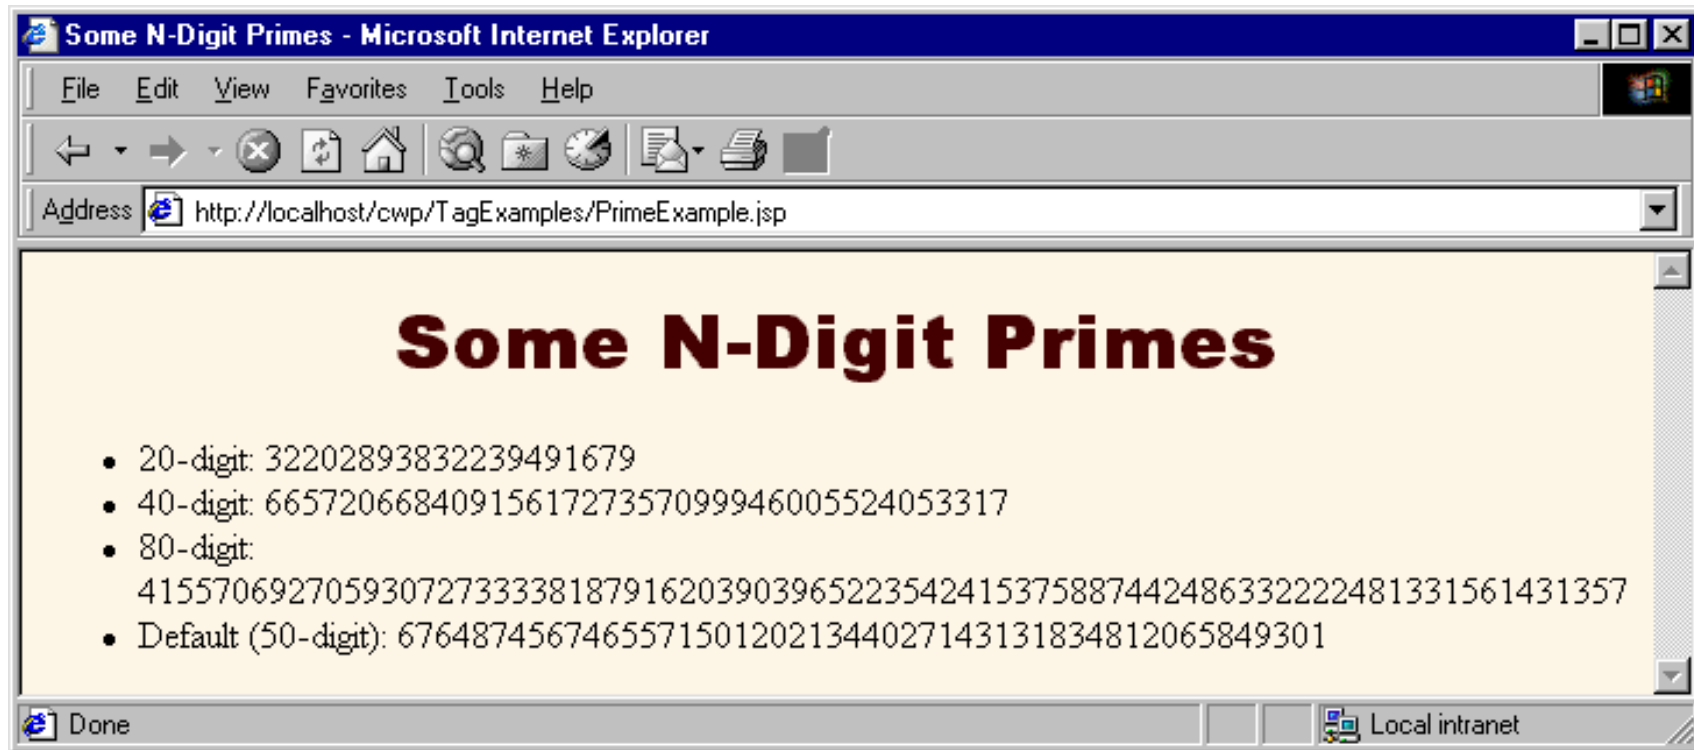 Some N-Digit Primes - Microsoft Internet Explorer
File Edit View Favorites Tools Help
Address http://localhost/cwp/TagExamples/PrimeExample.jsp
Some N-Digit Primes
• 20-digit: 32202893832239491679
• 40-digit: 6657206684091561727357099946005524053317
• 80-digit:
41557069270593072733338187916203903965223542415375887442486332222481331561431357
• Default (50-digit): 67648745674655715012021344027143131834812065849301
Done Local intranet